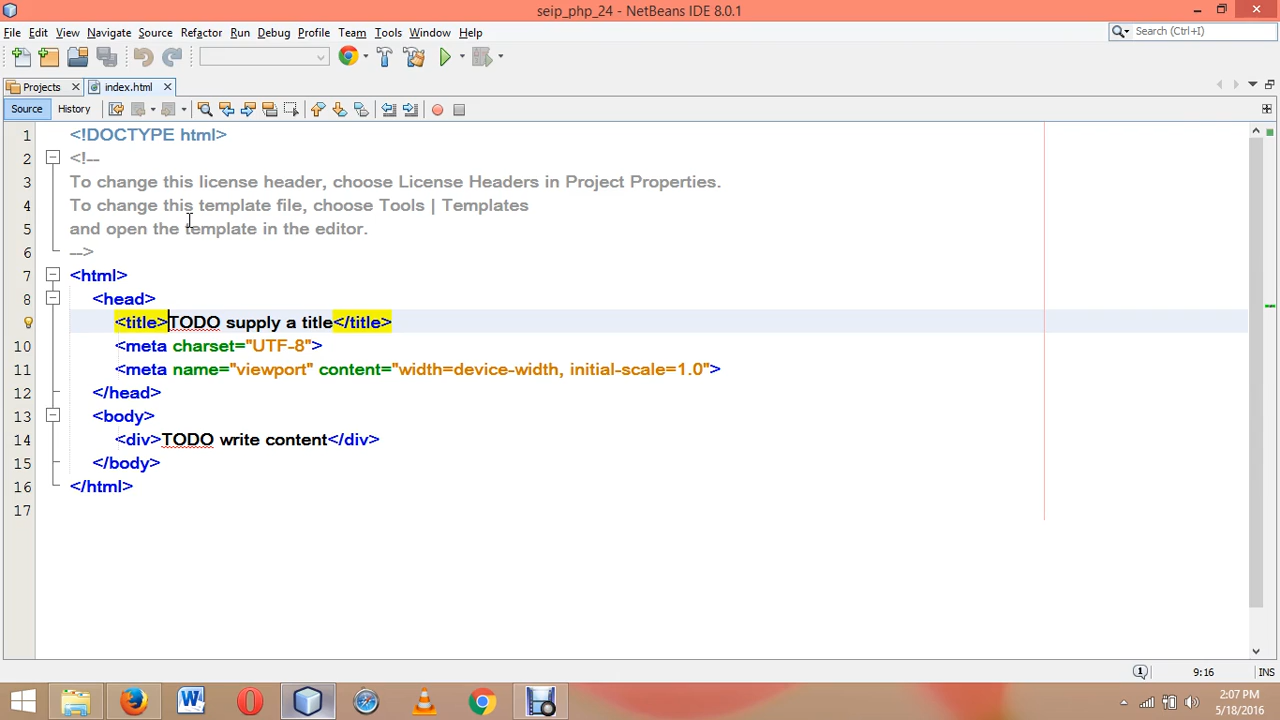 seip_php_24 - NetBeans IDE 8.0.1
File Edit View Navigate Source Refactor Run Debug Profile Team Tools Window Help
Search (Ctrl+I)
Projects index.html
Source History
1 <!DOCTYPE html>
2 <!--
3 To change this license header, choose License Headers in Project Properties.
4 To change this template file, choose Tools | Templates
5 and open the template in the editor.
6 -->
7 <html>
8 <head>
<title>TODO supply a title</title>
10 <meta charset="UTF-8">
11 <meta name="viewport" content="width=device-width, initial-scale=1.0">
12 </head>
13 <body>
14 <div>TODO write content</div>
15 </body>
16 </html>
17
1 9:16 INS
2:07 PM
5/18/2016